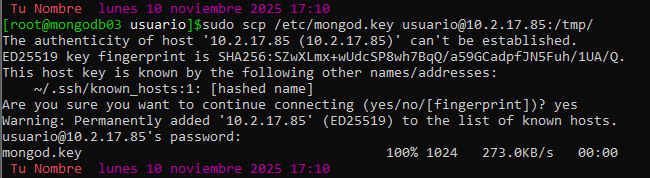 Tu Nombre lunes 10 noviembre 2025 17:10
[root@mongodb03 usuario]$sudo scp /etc/mongod.key usuario@10.2.17.85:/tmp/
The authenticity of host '10.2.17.85 (10.2.17.85)' can't be established.
ED25519 key fingerprint is SHA256:SZwXLmx+wUdcSP8wh7BqQ/a59GCadpfJN5Fuh/1UA/Q.
This host key is known by the following other names/addresses:
    ~/.ssh/known_hosts:1: [hashed name]
Are you sure you want to continue connecting (yes/no/[fingerprint])? yes
Warning: Permanently added '10.2.17.85' (ED25519) to the list of known hosts.
usuario@10.2.17.85's password:
mongod.key                                    100% 1024   273.0KB/s   00:00
Tu Nombre lunes 10 noviembre 2025 17:10